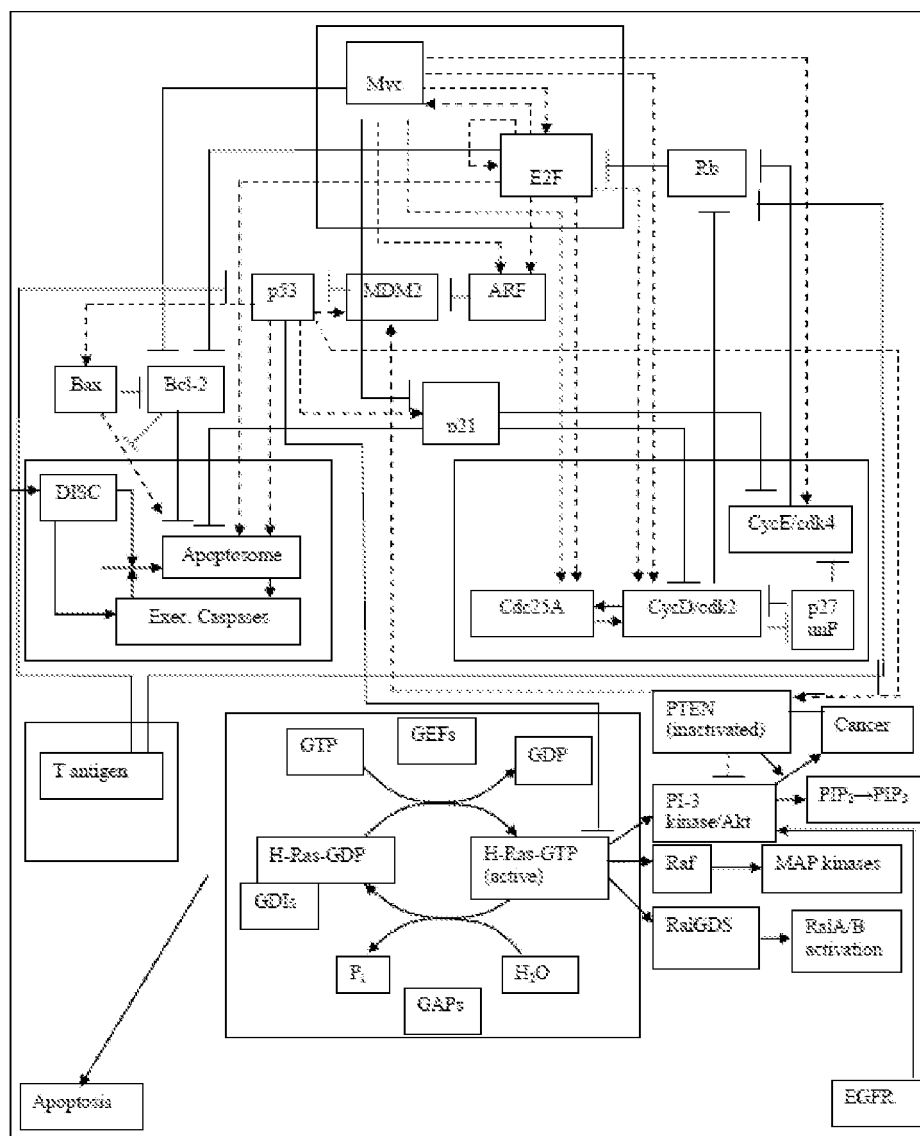 Myc
E2F
Rb
p53
MDM2
ARF
Bax
Bcl-2
p21
DISC
CycE/cdk4
Apoptosome
Exec. Caspases
Cdc25A
CycD/cdk2
p27
PTEN
(inactivated)
Cancer
GTP
GEFs
GDP
T antigen
PI-3
kinase/Akt
PIP₂→PIP₃
H-Ras-GDP
H-Ras-GTP
(active)
Raf
MAP kinases
GDIs
RalGDS
RalA/B
activation
Pᵢ
H₂O
GAPs
Apoptosis
EGFR